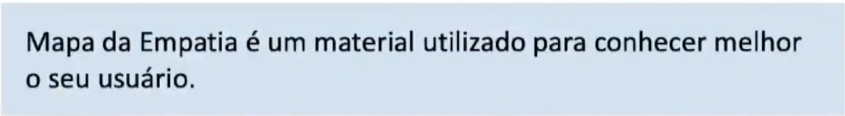 Mapa da Empatia é um material utilizado para conhecer melhor
o seu usuário.